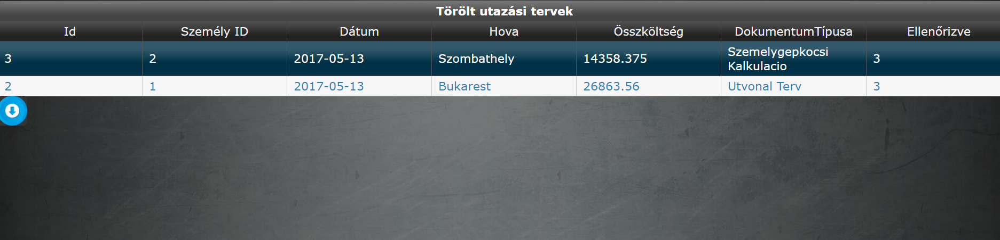 Törölt utazási tervek
Id Személy ID Dátum Hova Összköltség DokumentumTípusa Ellenőrizve
3 2 2017-05-13 Szombathely 14358.375 Szemelygepkocsi Kalkulacio 3
2 1 2017-05-13 Bukarest 26863.56 Utvonal Terv 3